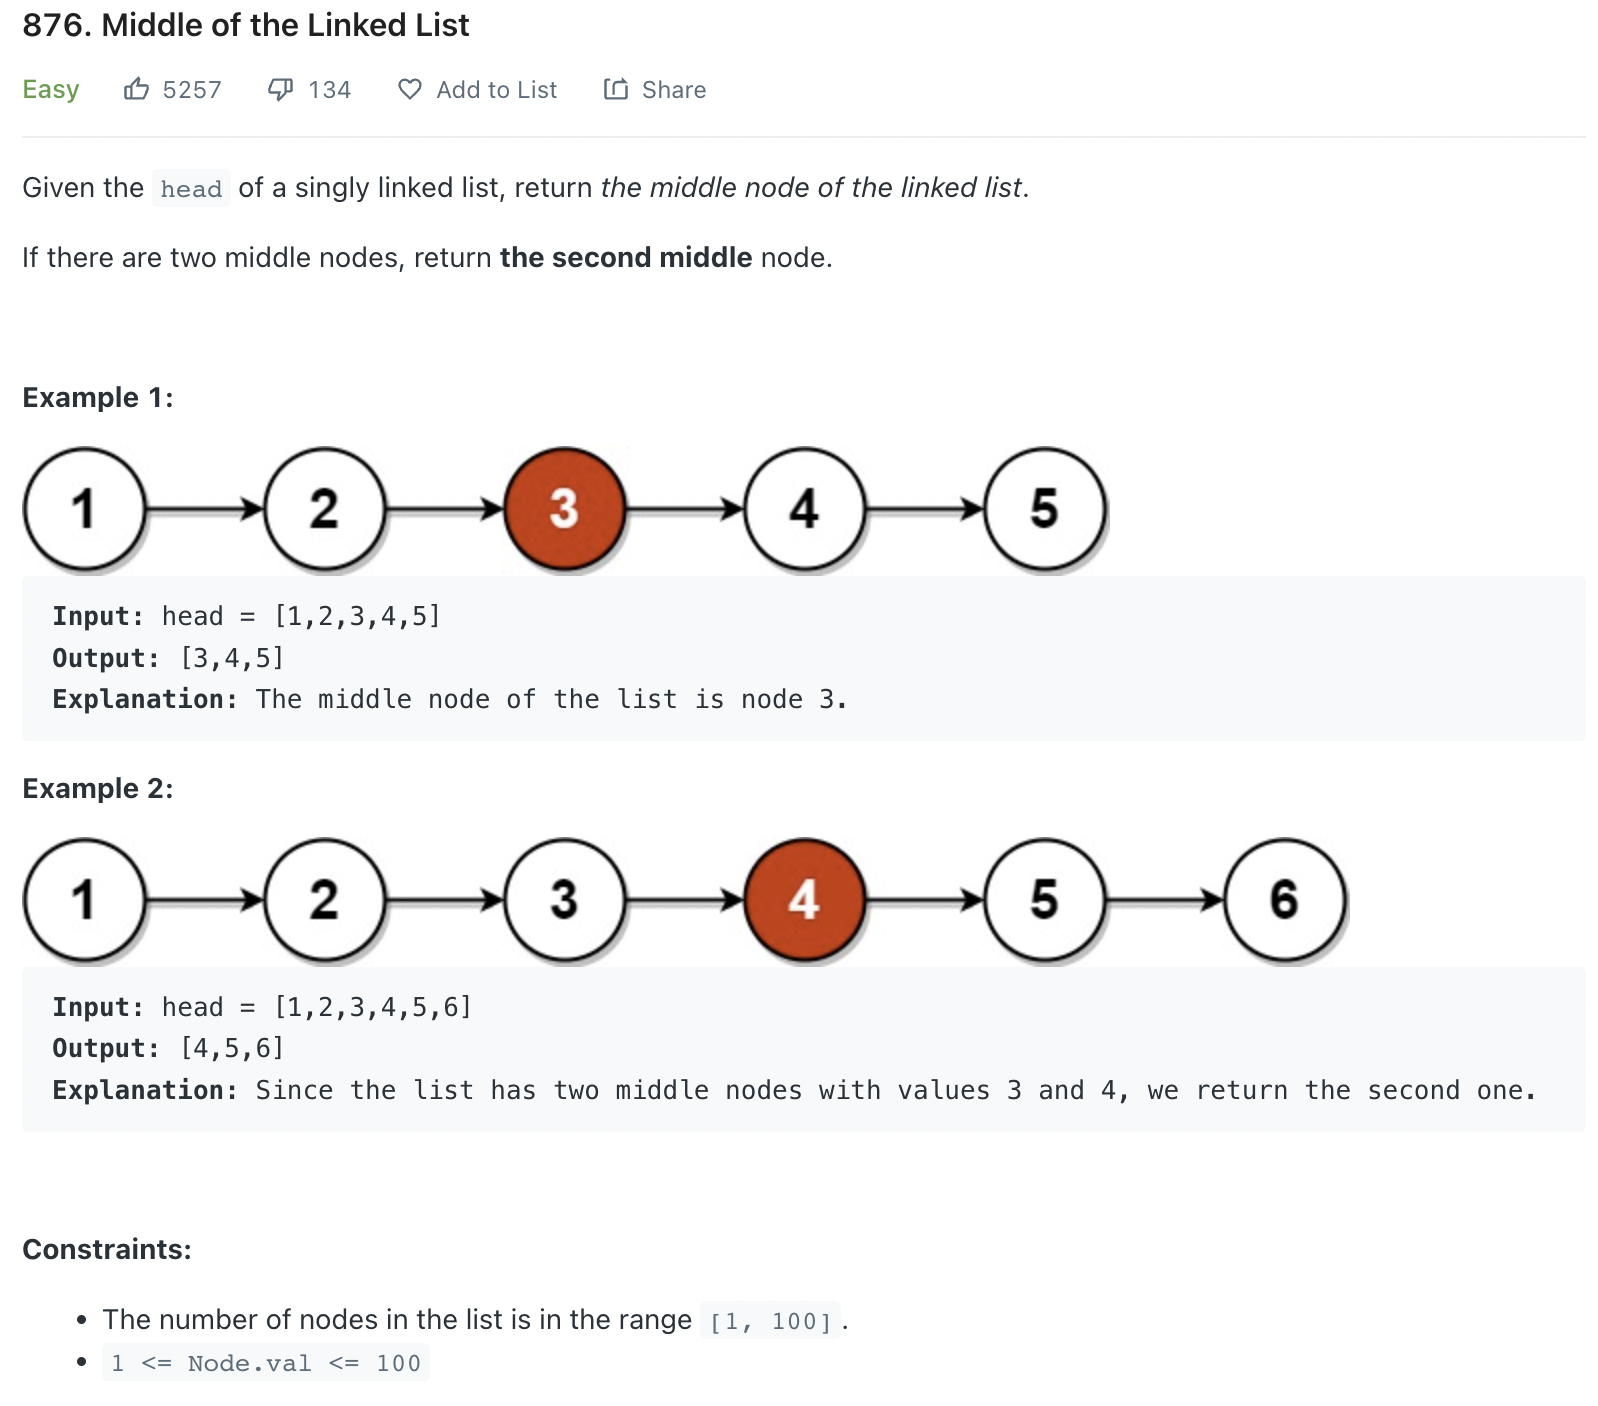 876. Middle of the Linked List
Easy 5257 134 Add to List Share
Given the head of a singly linked list, return the middle node of the linked list.
If there are two middle nodes, return the second middle node.
Example 1:
1 2 3 4 5
Input: head = [1,2,3,4,5]
Output: [3,4,5]
Explanation: The middle node of the list is node 3.
Example 2:
1 2 3 4 5 6
Input: head = [1,2,3,4,5,6]
Output: [4,5,6]
Explanation: Since the list has two middle nodes with values 3 and 4, we return the second one.
Constraints:
• The number of nodes in the list is in the range [1, 100].
• 1 <= Node.val <= 100